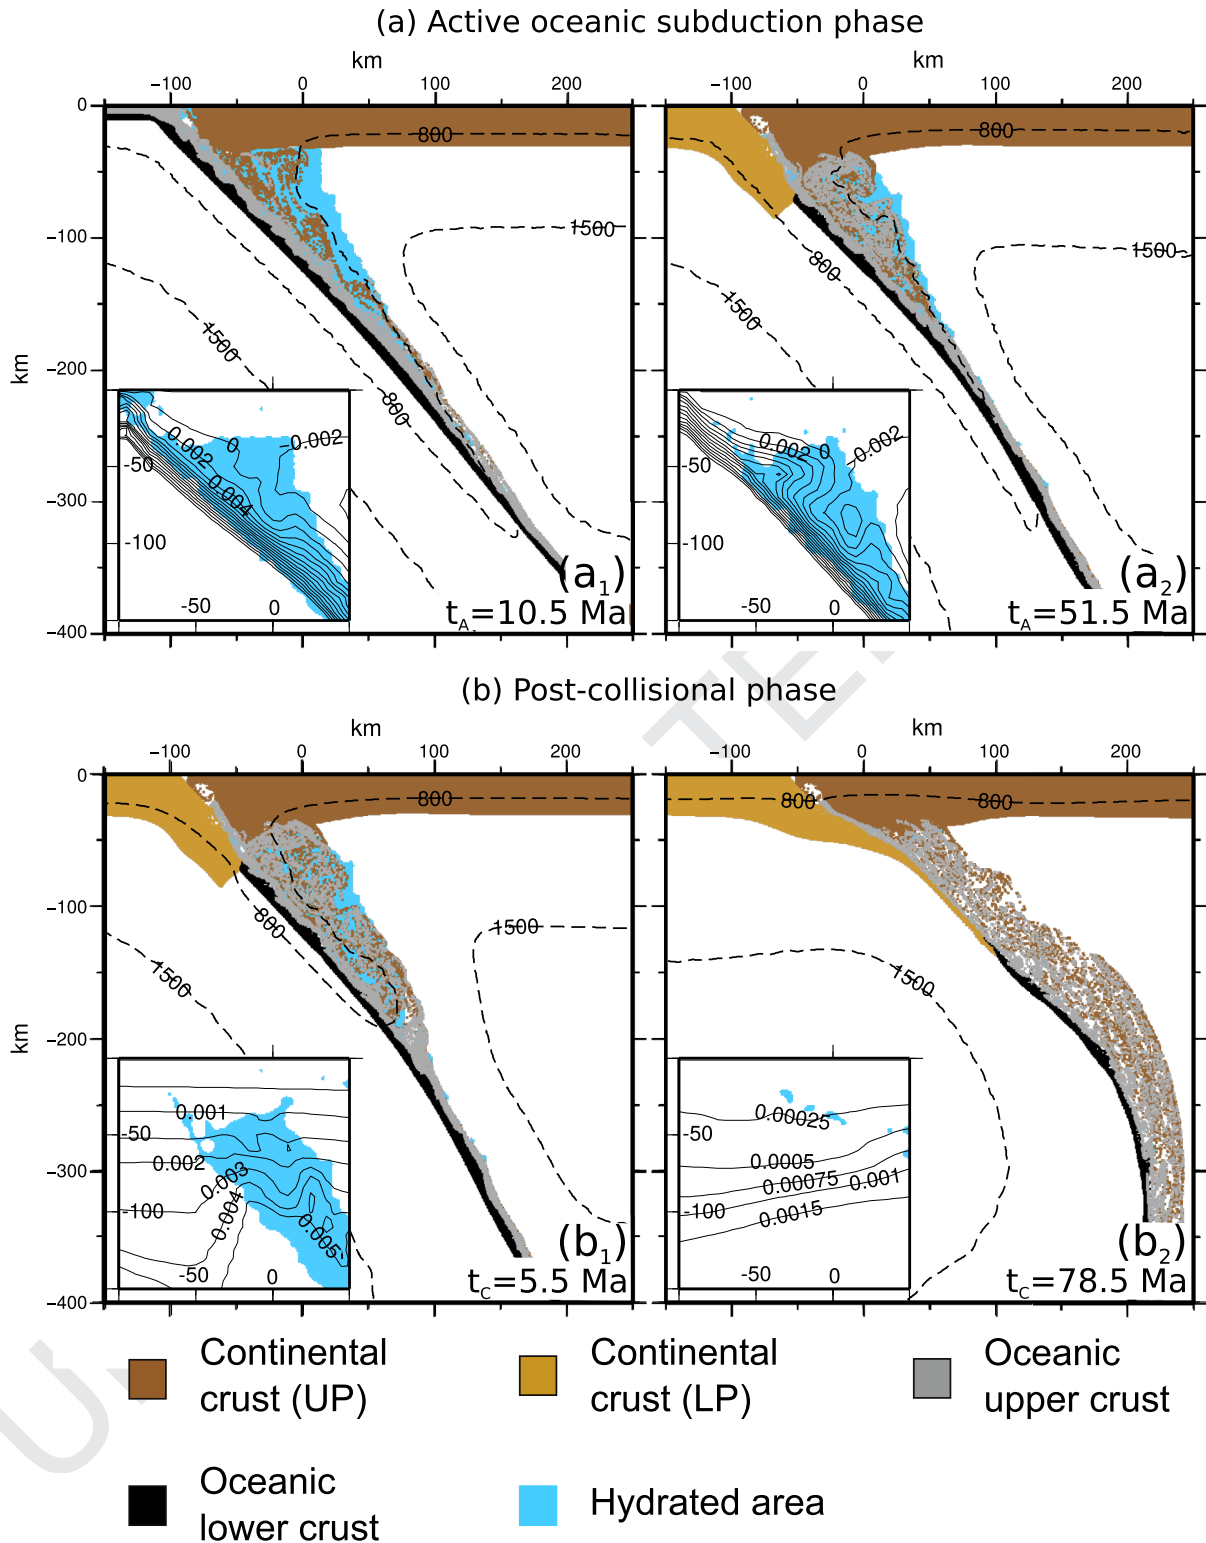 (a) Active oceanic subduction phase
km km
−100 0 100 200 −100 0 100 200
0
800 800
−100
1500 1500
800
1500 1500
km
−200
800
0.002 0 −0.002 0.002 0 −0.002
-50 -50
0.004
−300
-100 -100
(a1) (a2)
-50 0 -50 0
tA=10.5 Ma tA=51.5 Ma
−400
(b) Post-collisional phase
km km
−100 0 100 200 −100 0 100 200
0
800 800 800
−100
800 1500
1500 1500
km
−200
0.001 0.00025
-50 -50
0.002 0.003 0.0005
−300
0.00075 0.001
-100 0.004 -100 0.0015
0.005
(b1) (b2)
-50 0 -50 0
tC=5.5 Ma tC=78.5 Ma
−400
Continental Continental Oceanic
crust (UP) crust (LP) upper crust
Oceanic Hydrated area
lower crust